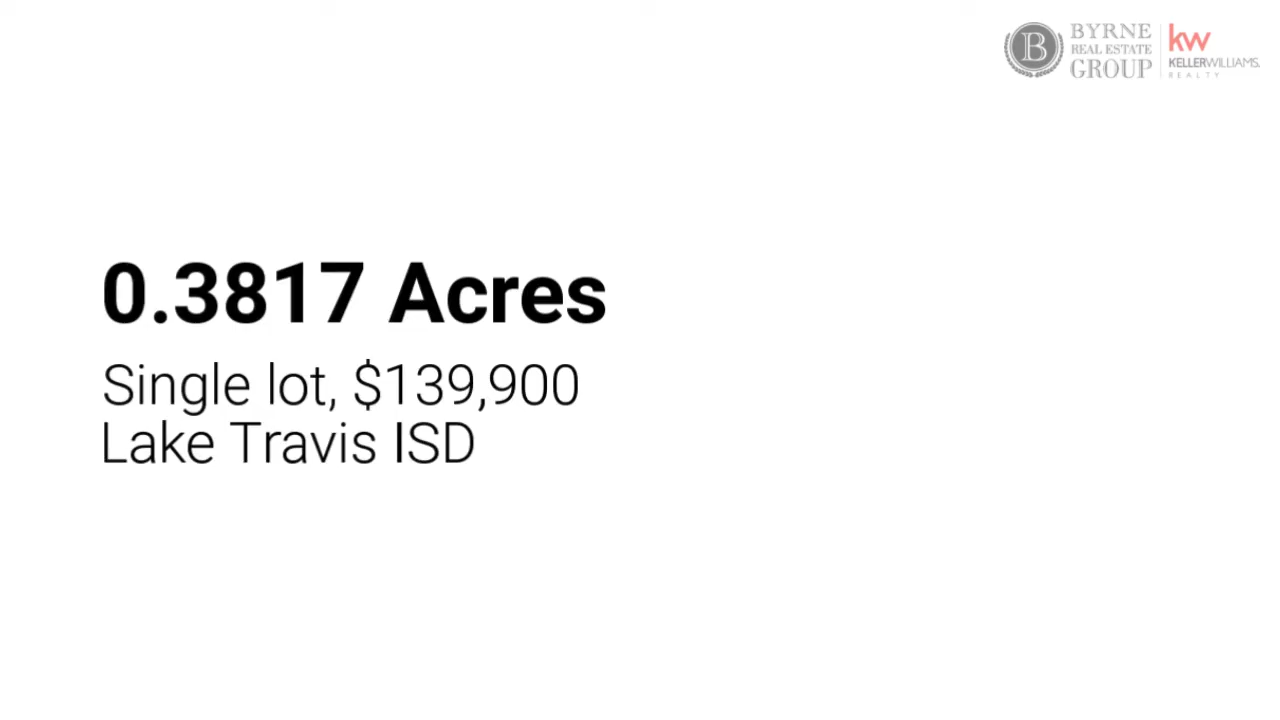 B
BYRNE
REAL ESTATE
GROUP
kw
KELLERWILLIAMS.
REALTY
0.3817 Acres
Single lot, $139,900
Lake Travis ISD